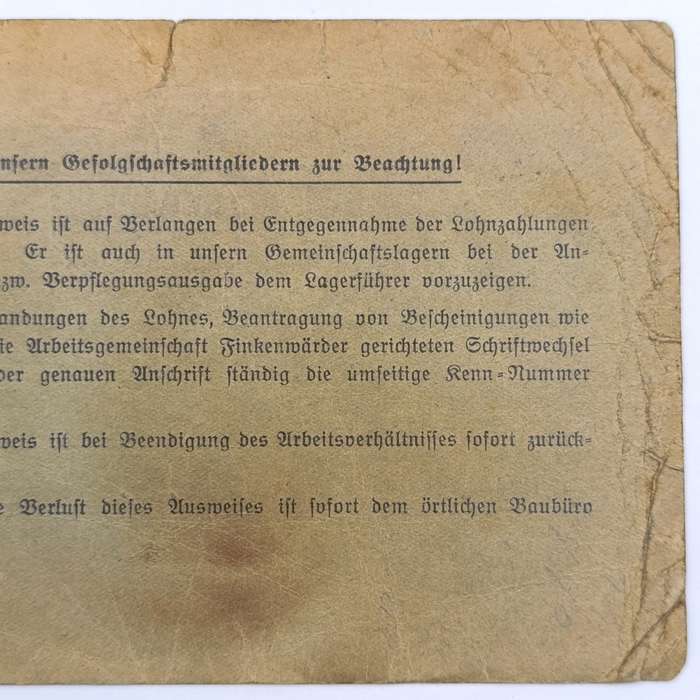 nsern Gefolgschaftsmitgliedern zur Beachtung!
weis ist auf Verlangen bei Entgegennahme der Lohnzahlungen
Er ist auch in unsern Gemeinschaftslagern bei der An-
zw. Verpflegungsausgabe dem Lagerführer vorzuzeigen.
andungen des Lohnes, Beantragung von Bescheinigungen wie
ie Arbeitsgemeinschaft Finkenwärder gerichteten Schriftwechsel
der genauen Anschrift ständig die umseitige Kenn-Nummer
weis ist bei Beendigung des Arbeitsverhältnisses sofort zurück-
e Verlust dieses Ausweises ist sofort dem örtlichen Baubüro